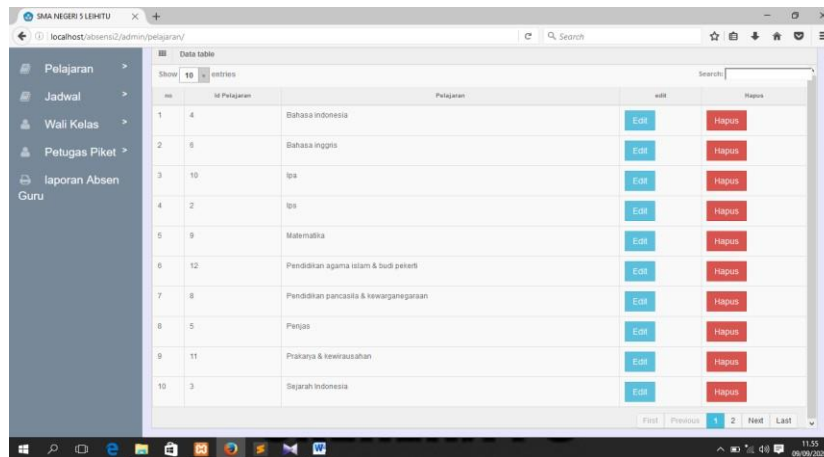 SMA NEGERI 5 LEIHITU
localhost/absensi2/admin/pelajaran/
Search
Pelajaran
Jadwal
Wali Kelas
Petugas Piket
laporan Absen
Guru
Data table
Show 10 entries
Search:
no Id Pelajaran Pelajaran edit Hapus
1 4 Bahasa indonesia Edit Hapus
2 6 Bahasa inggris Edit Hapus
3 10 Ipa Edit Hapus
4 2 Ips Edit Hapus
5 9 Matematika Edit Hapus
6 12 Pendidikan agama islam & budi pekerti Edit Hapus
7 8 Pendidikan pancasila & kewarganegaraan Edit Hapus
8 5 Penjas Edit Hapus
9 11 Prakarya & kewirausahan Edit Hapus
10 3 Sejarah Indonesia Edit Hapus
First Previous 1 2 Next Last
11.55